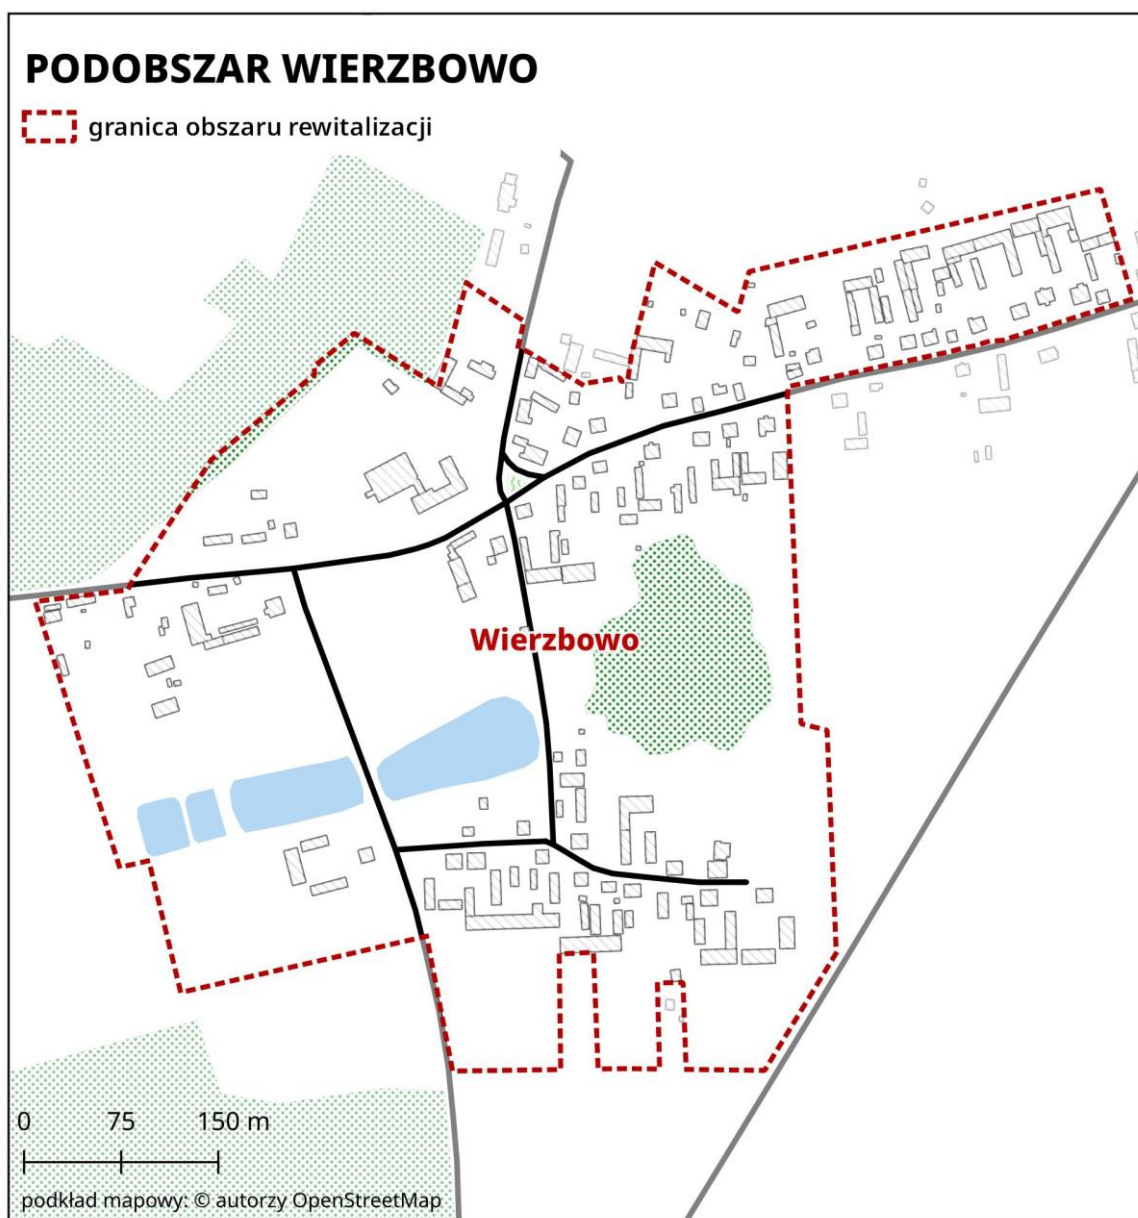 PODOBSZAR WIERZBOWO
granica obszaru rewitalizacji
Wierzbowo
0 75 150 m
podkład mapowy: © autorzy OpenStreetMap